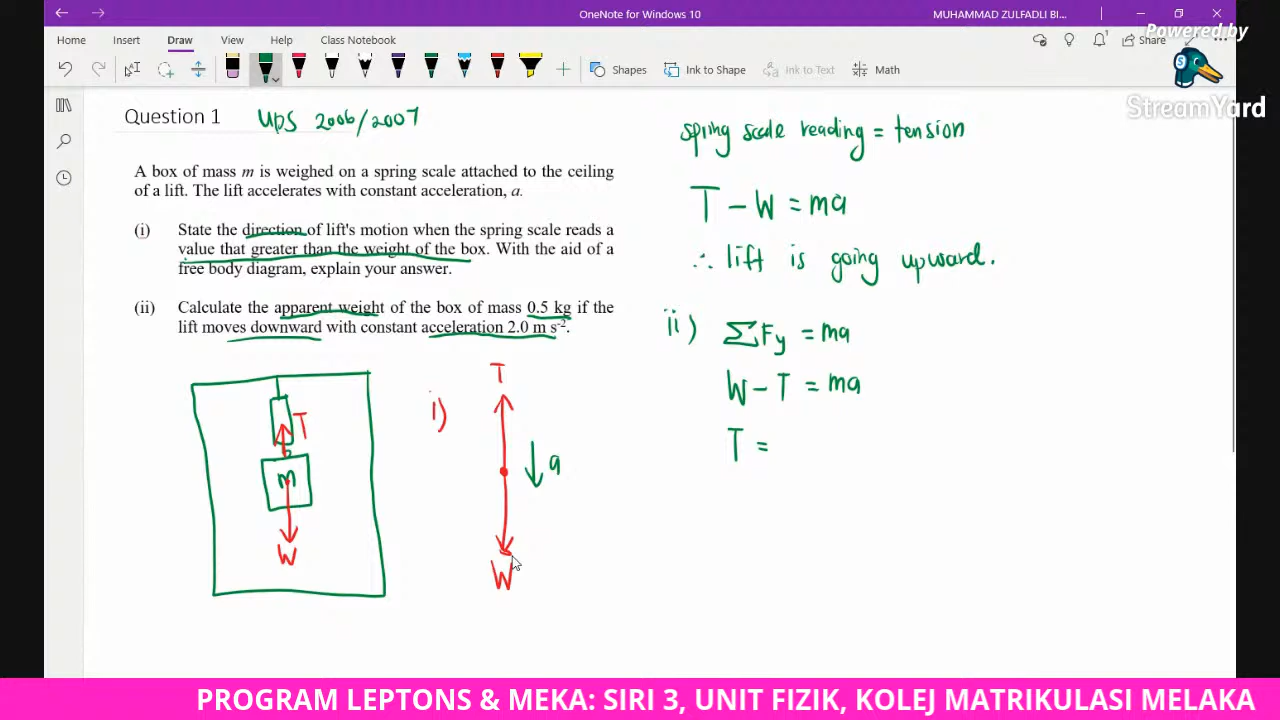 OneNote for Windows 10
MUHAMMAD ZULFADLI BI...
Powered by
StreamYard
Home Insert Draw View Help Class Notebook
Share
Shapes Ink to Shape Ink to Text Math
Question 1 UPS 2006/2007
A box of mass m is weighed on a spring scale attached to the ceiling
of a lift. The lift accelerates with constant acceleration, a.
(i) State the direction of lift's motion when the spring scale reads a
value that greater than the weight of the box. With the aid of a
free body diagram, explain your answer.
(ii) Calculate the apparent weight of the box of mass 0.5 kg if the
lift moves downward with constant acceleration 2.0 m s⁻².
T
m
W
i)
T
a
W
spring scale reading = tension
T - W = ma
∴ lift is going upward.
ii) ΣFy = ma
W - T = ma
T =
PROGRAM LEPTONS & MEKA: SIRI 3, UNIT FIZIK, KOLEJ MATRIKULASI MELAKA